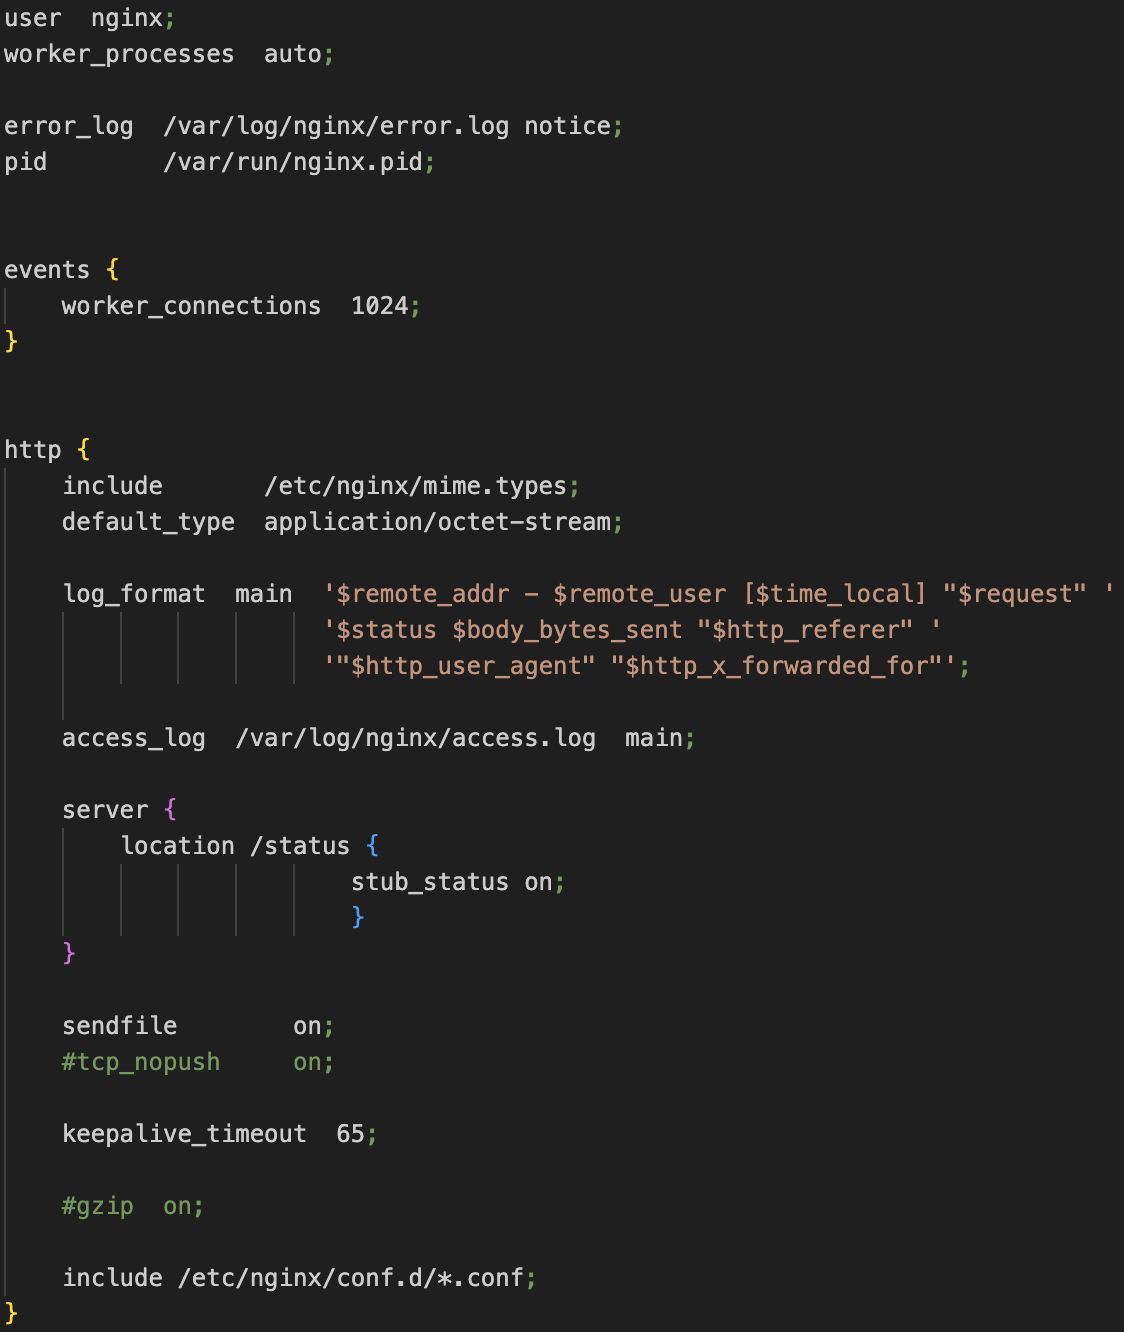 user  nginx;
worker_processes  auto;

error_log  /var/log/nginx/error.log notice;
pid        /var/run/nginx.pid;


events {
    worker_connections  1024;
}


http {
    include       /etc/nginx/mime.types;
    default_type  application/octet-stream;

    log_format  main  '$remote_addr - $remote_user [$time_local] "$request" '
                      '$status $body_bytes_sent "$http_referer" '
                      '"$http_user_agent" "$http_x_forwarded_for"';

    access_log  /var/log/nginx/access.log  main;

    server {
        location /status {
                        stub_status on;
                        }
    }

    sendfile        on;
    #tcp_nopush     on;

    keepalive_timeout  65;

    #gzip  on;

    include /etc/nginx/conf.d/*.conf;
}